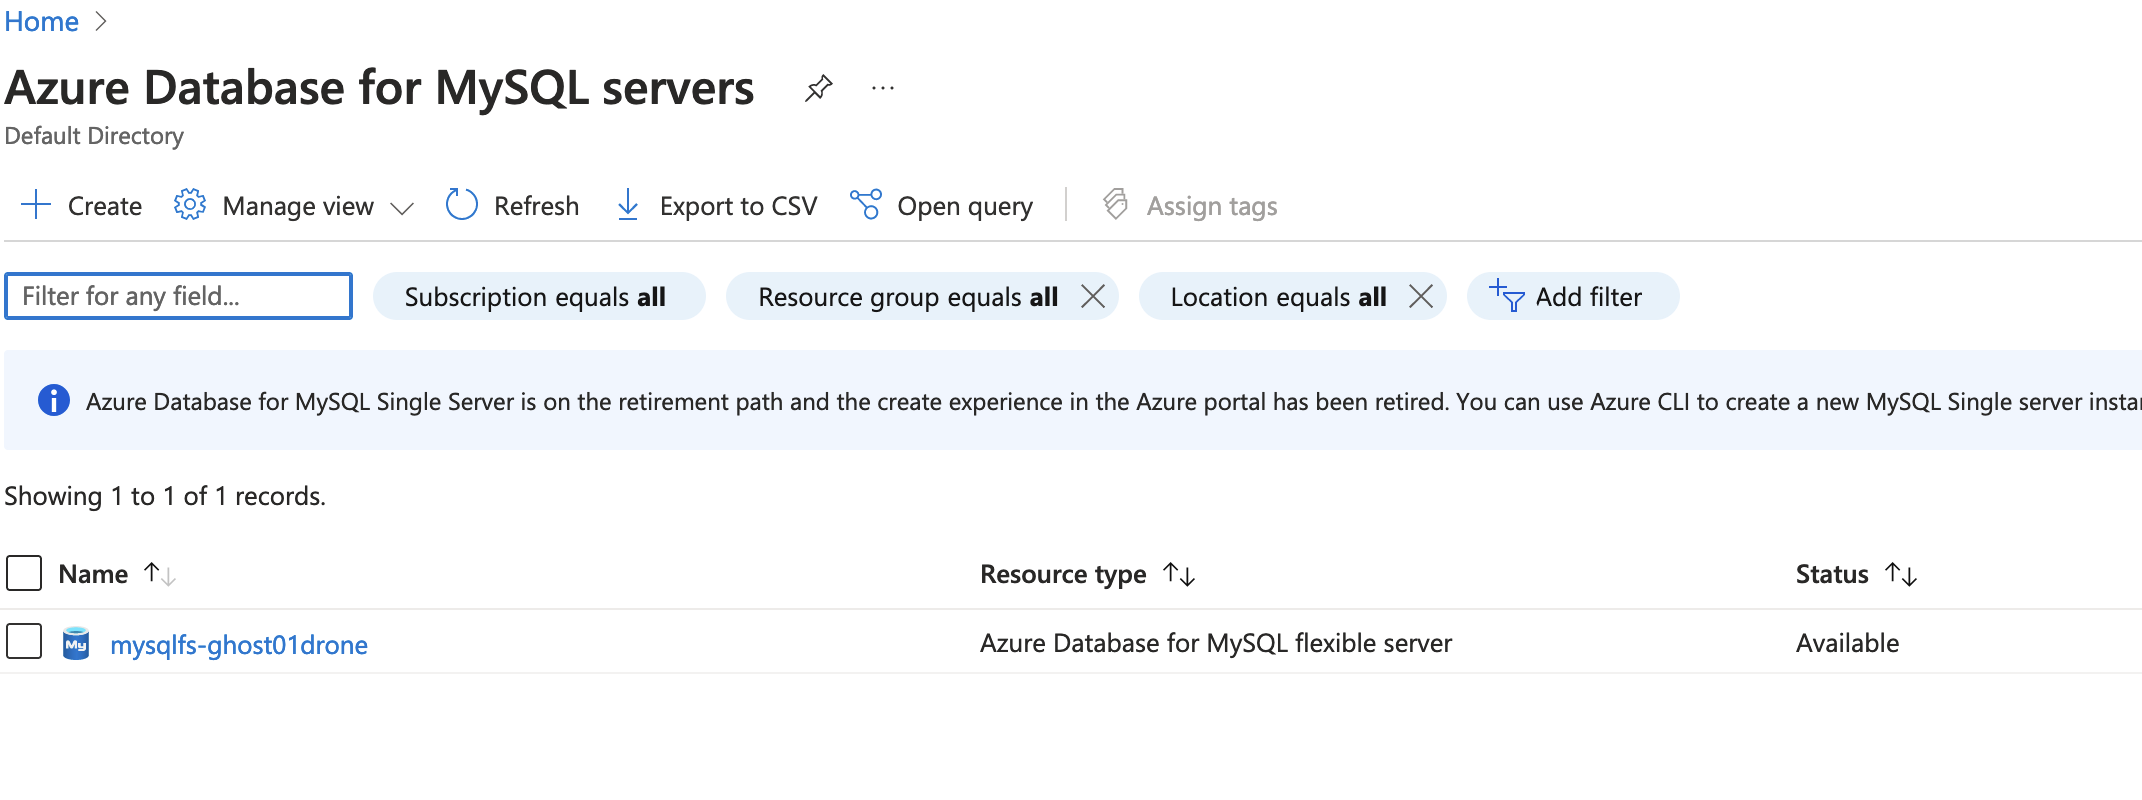 Home
Azure Database for MySQL servers
Default Directory
Create Manage view Refresh Export to CSV Open query Assign tags
Filter for any field... Subscription equals all Resource group equals all Location equals all Add filter
Azure Database for MySQL Single Server is on the retirement path and the create experience in the Azure portal has been retired. You can use Azure CLI to create a new MySQL Single server
Showing 1 to 1 of 1 records.
Name Resource type Status
My mysqlfs-ghost01drone Azure Database for MySQL flexible server Available